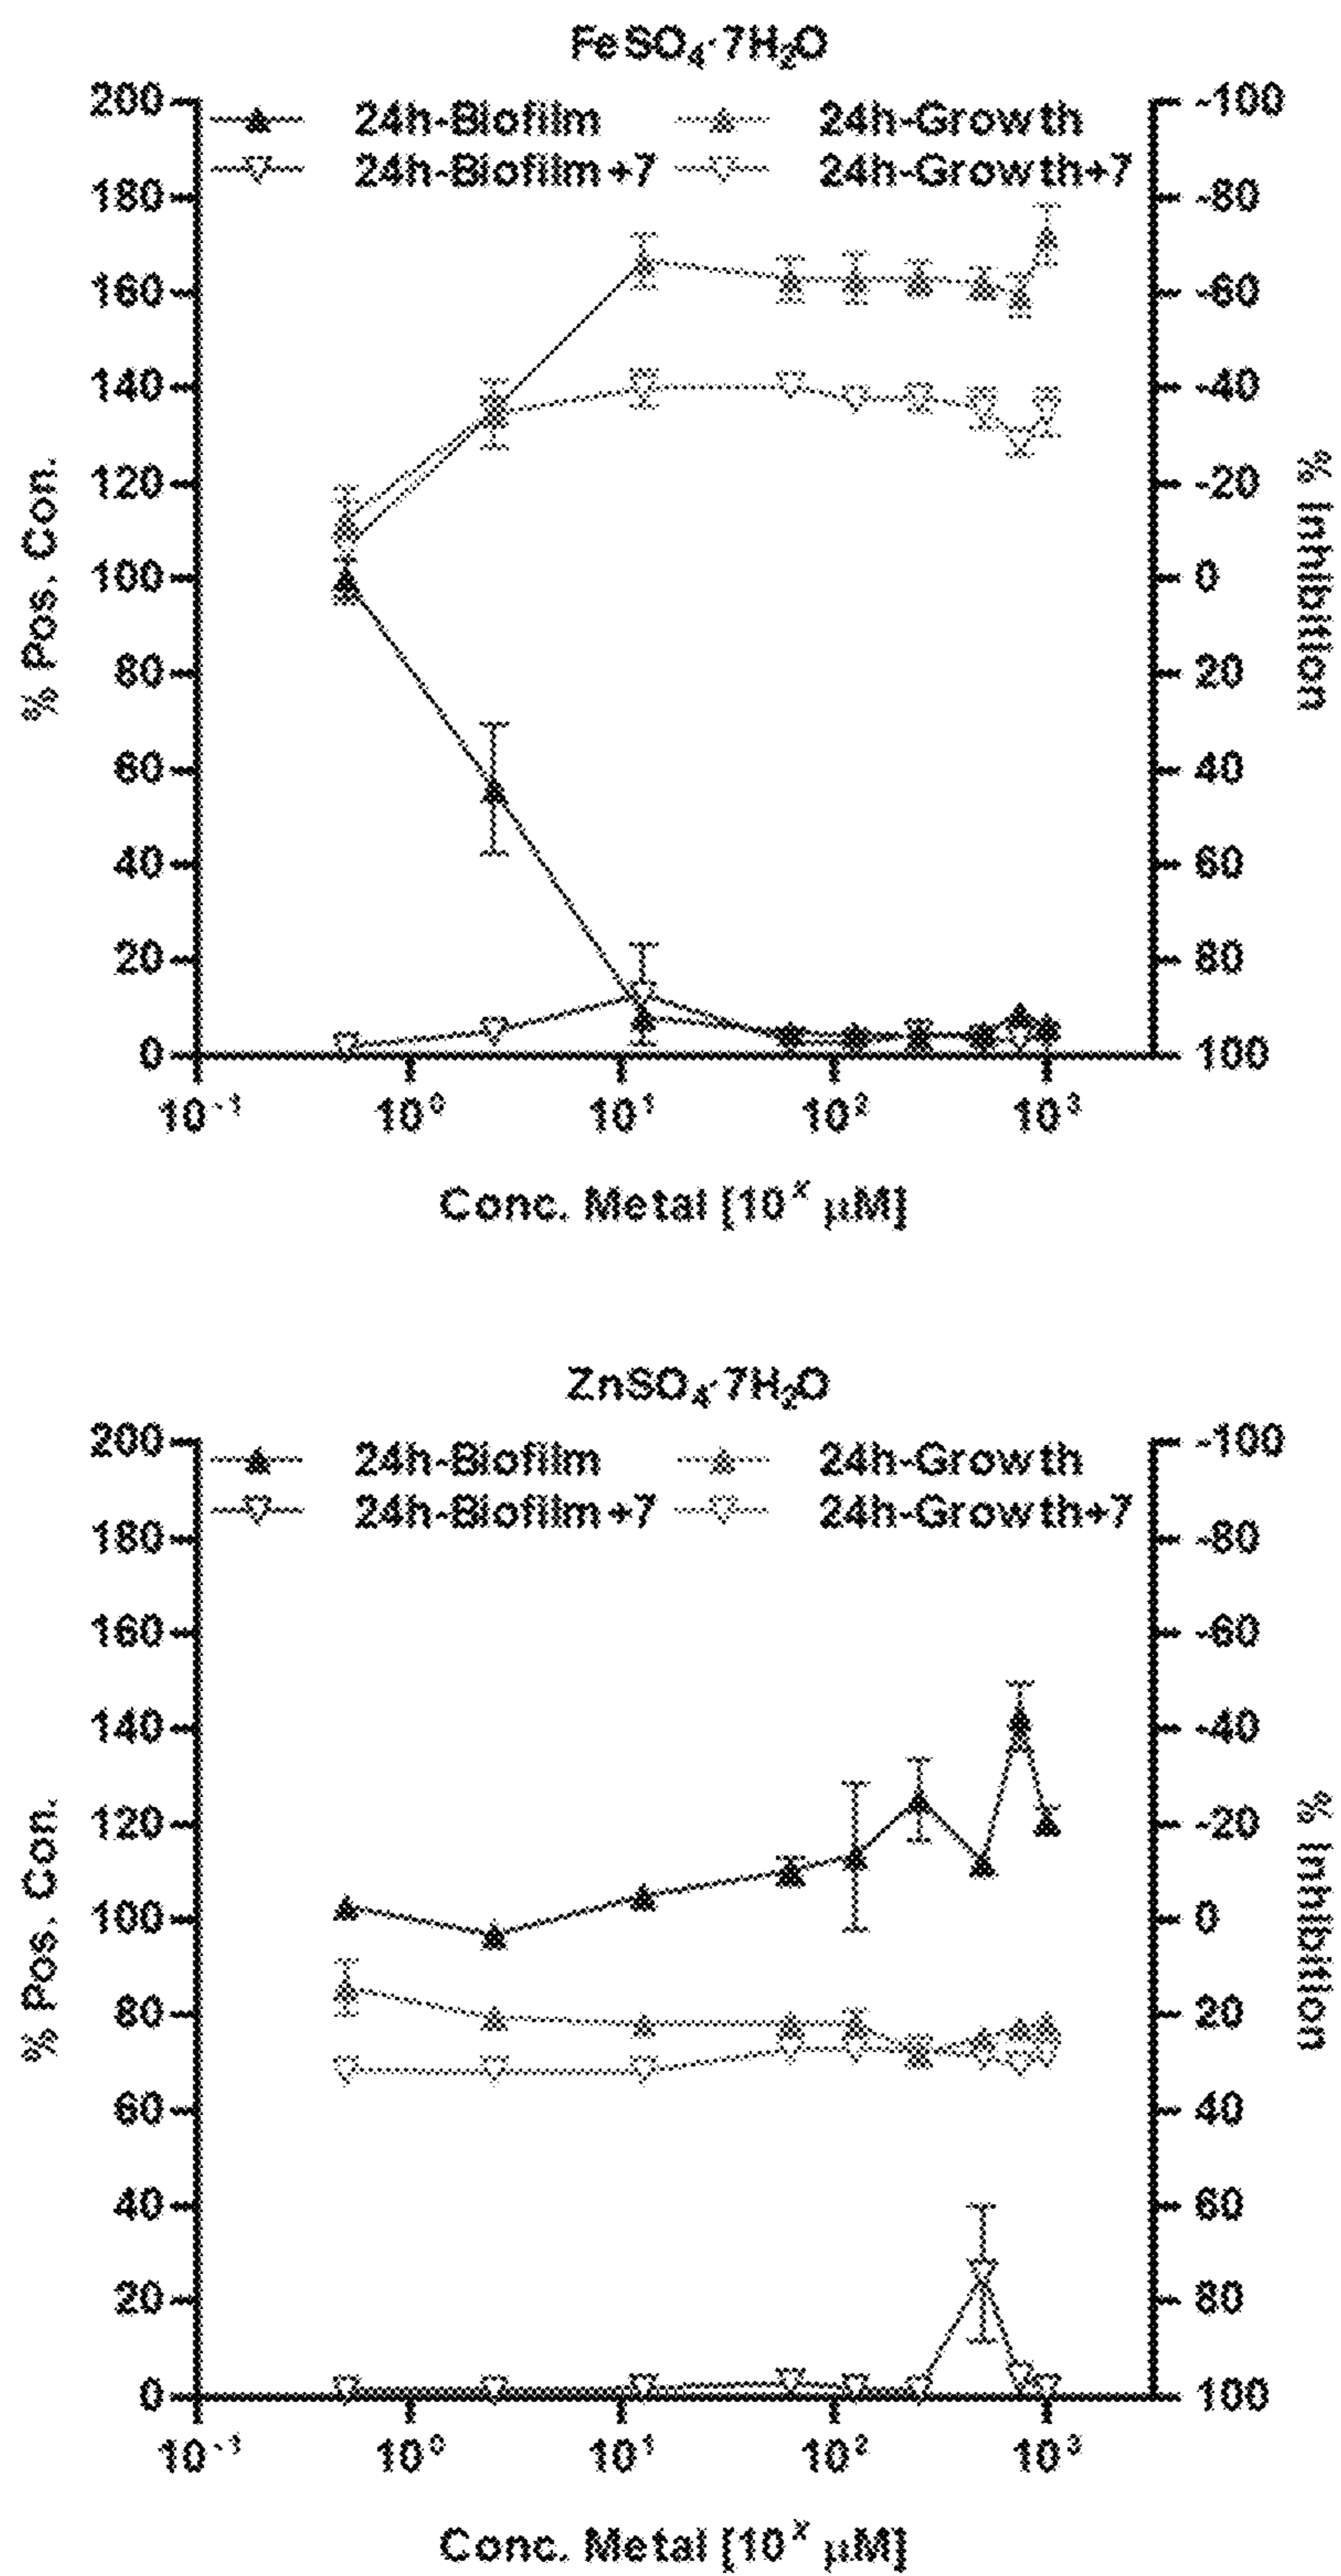 FeSO₄·7H₂O
24h-Biofilm 24h-Growth
24h-Biofilm+7 24h-Growth+7
200 -100
180 -80
160 -60
140 -40
120 -20
100 0
80 20
60 40
40 60
20 80
0 100
% Pos. Con.
% Inhibition
10⁻¹ 10⁰ 10¹ 10² 10³
Conc. Metal [10ˣ µM]
ZnSO₄·7H₂O
24h-Biofilm 24h-Growth
24h-Biofilm+7 24h-Growth+7
200 -100
180 -80
160 -60
140 -40
120 -20
100 0
80 20
60 40
40 60
20 80
0 100
% Pos. Con.
% Inhibition
10⁻¹ 10⁰ 10¹ 10² 10³
Conc. Metal [10ˣ µM]